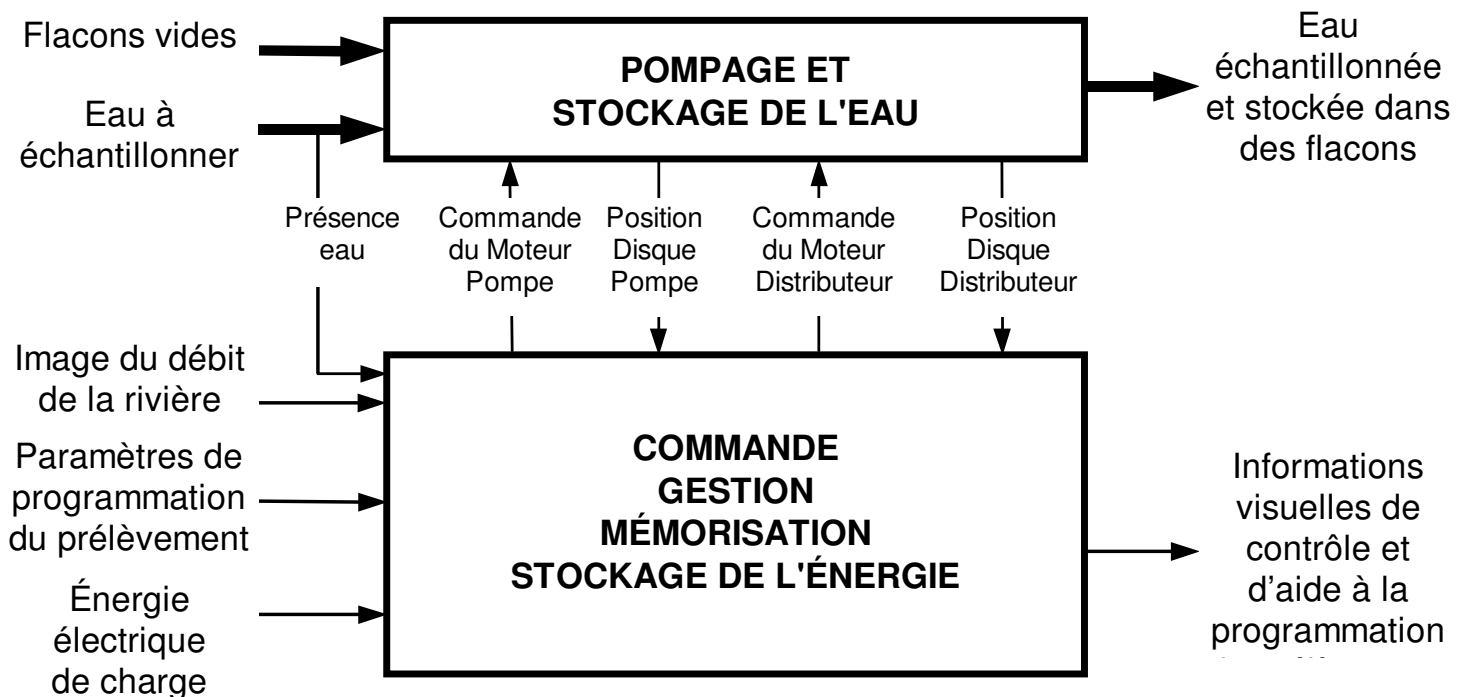 Flacons vides
Eau à
échantillonner
POMPAGE ET
STOCKAGE DE L'EAU
Eau
échantillonnée
et stockée dans
des flacons
Présence
eau
Commande
du Moteur
Pompe
Position
Disque
Pompe
Commande
du Moteur
Distributeur
Position
Disque
Distributeur
Image du débit
de la rivière
Paramètres de
programmation
du prélèvement
Énergie
électrique
de charge
COMMANDE
GESTION
MÉMORISATION
STOCKAGE DE L'ÉNERGIE
Informations
visuelles de
contrôle et
d’aide à la
programmation